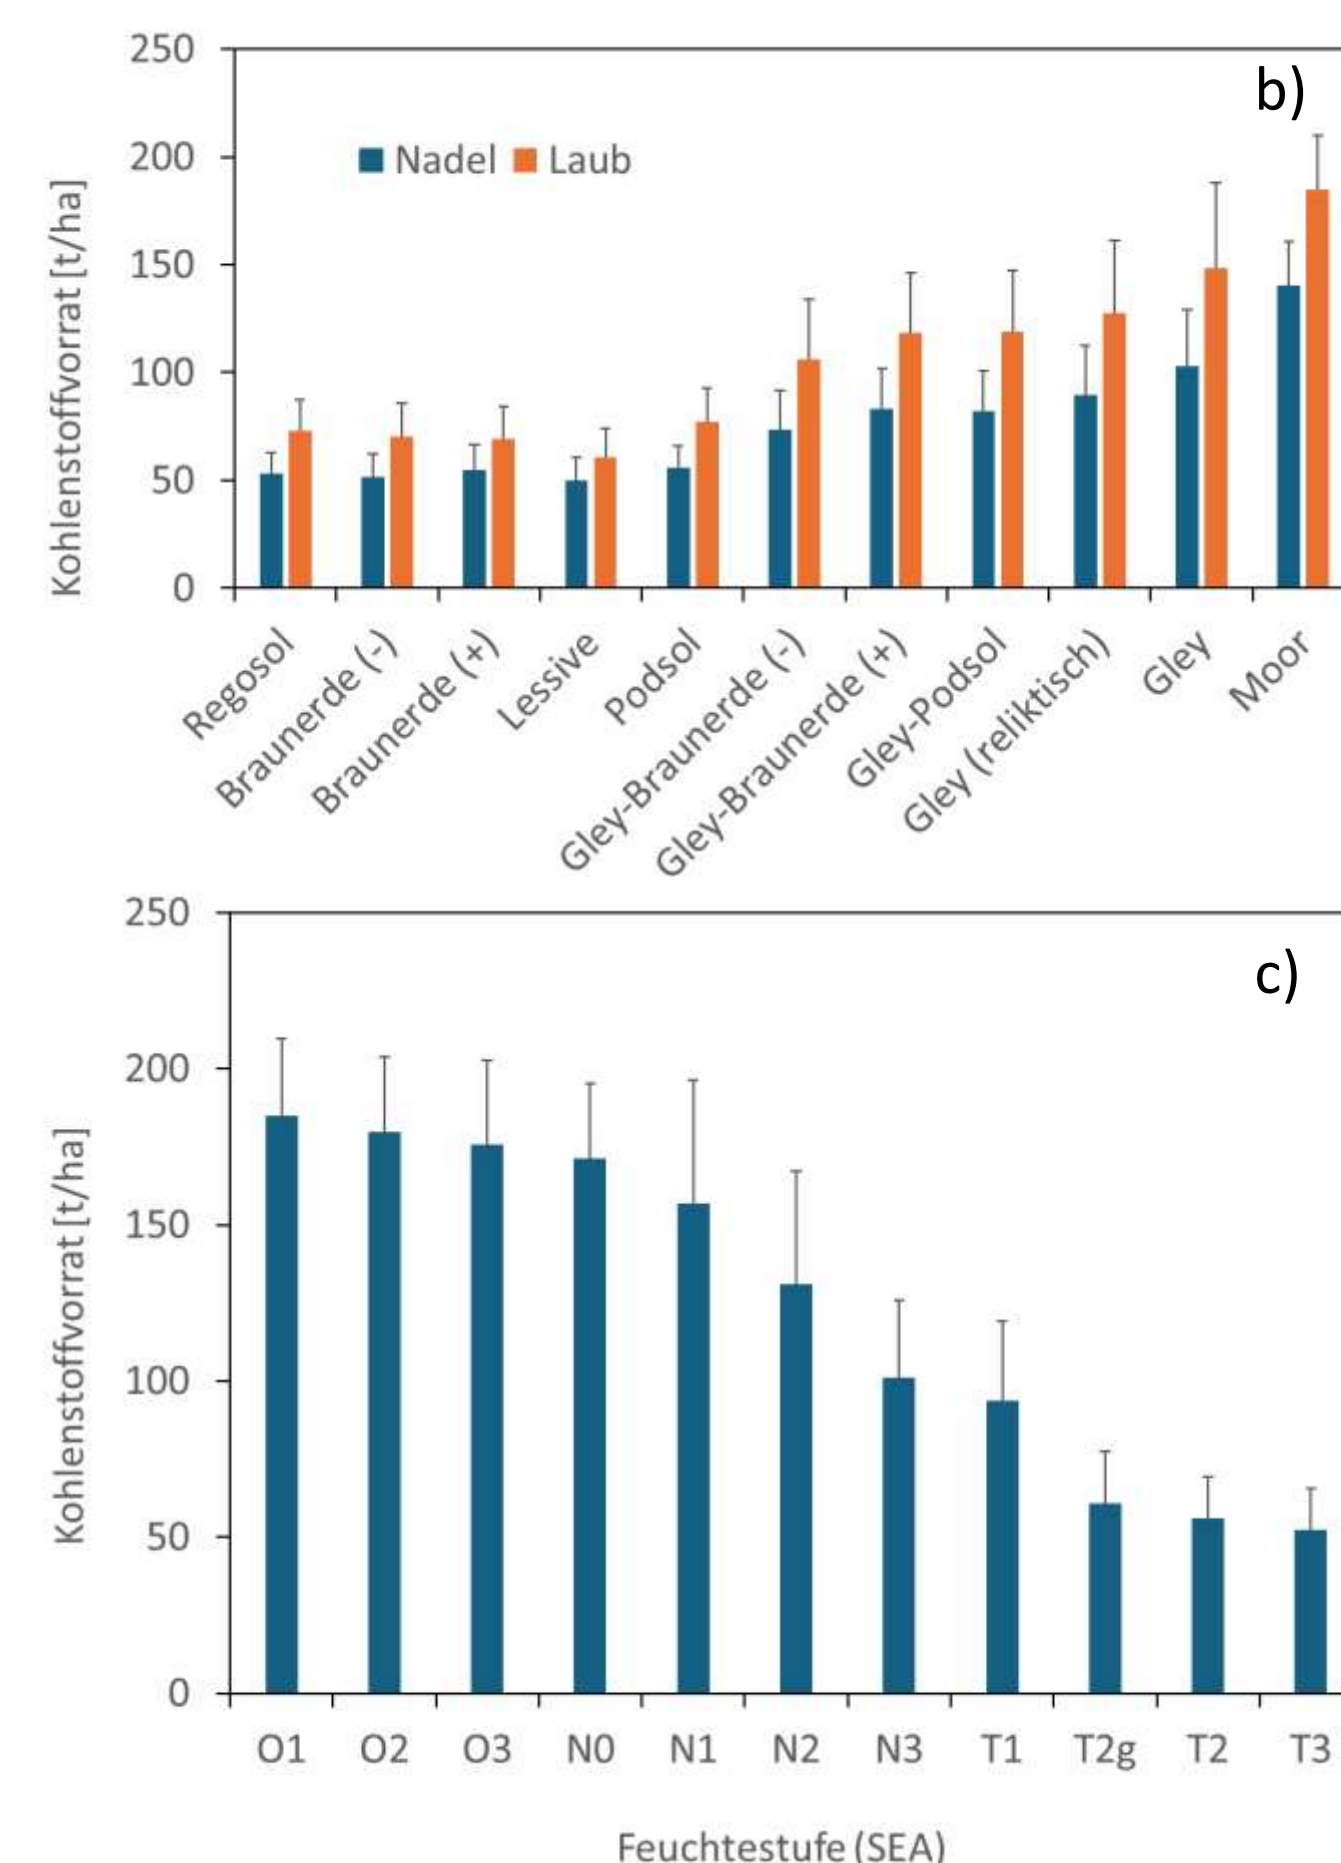 b)
250
200
150
100
50
0
Kohlenstoffvorrat [t/ha]
Nadel Laub
Regosol
Braunerde (-)
Braunerde (+)
Lessive
Podsol
Gley-Braunerde (-)
Gley-Braunerde (+)
Gley-Podsol
Gley (reliktisch)
Gley
Moor
c)
250
200
150
100
50
0
Kohlenstoffvorrat [t/ha]
O1 O2 O3 N0 N1 N2 N3 T1 T2g T2 T3
Feuchtestufe (SEA)